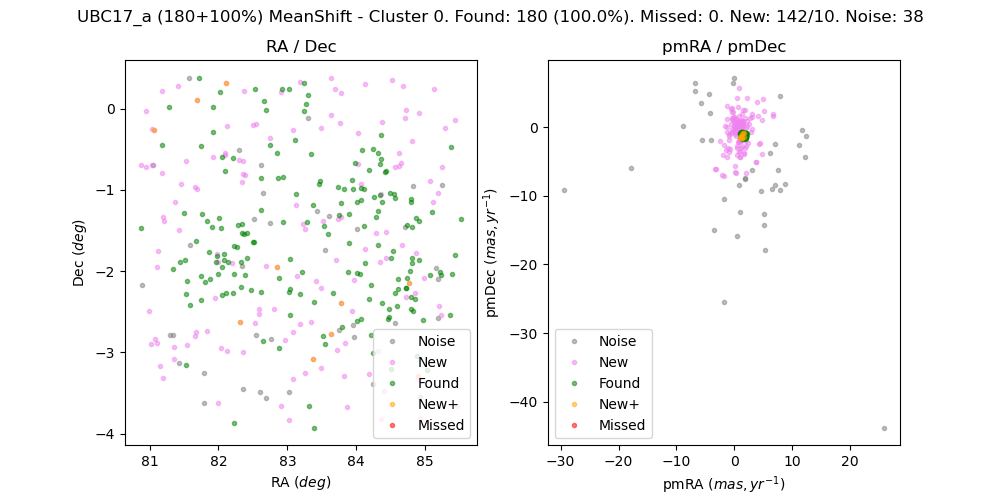 UBC17_a (180+100%) MeanShift - Cluster 0. Found: 180 (100.0%). Missed: 0. New: 142/10. Noise: 38
RA / Dec
pmRA / pmDec
Dec (deg)
0
−1
−2
−3
−4
81
82
83
84
85
RA (deg)
Noise
New
Found
New+
Missed
pmDec (mas, yr⁻¹)
0
−10
−20
−30
−40
−30
−20
−10
0
10
20
pmRA (mas, yr⁻¹)
Noise
New
Found
New+
Missed